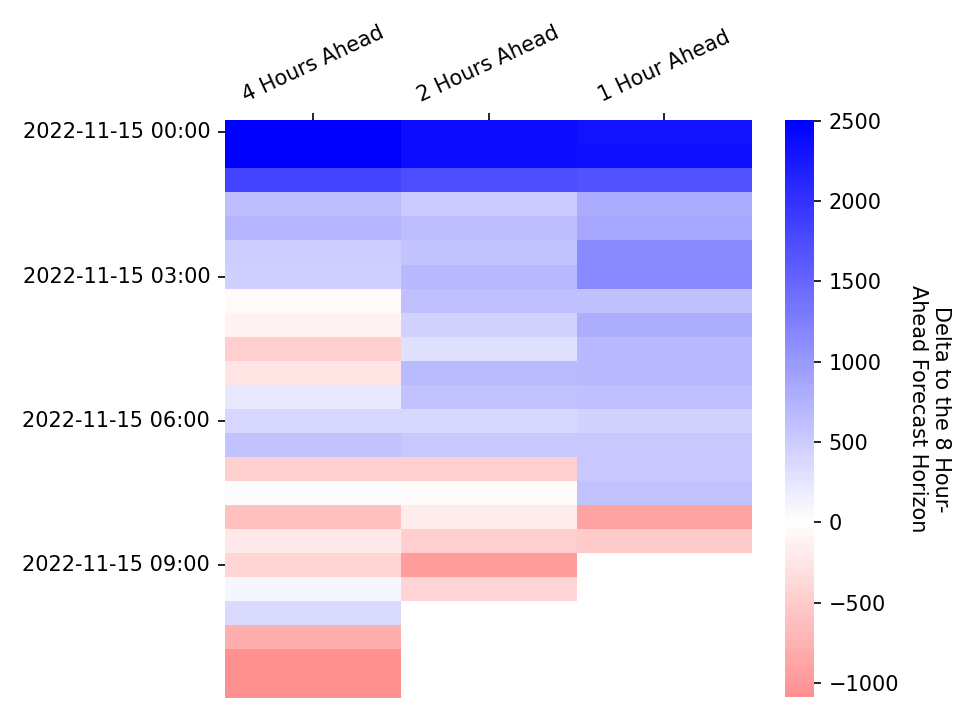 4 Hours Ahead
2 Hours Ahead
1 Hour Ahead
2022-11-15 00:00
2022-11-15 03:00
2022-11-15 06:00
2022-11-15 09:00
2500
2000
1500
1000
500
0
−500
−1000
Delta to the 8 Hour-
Ahead Forecast Horizon